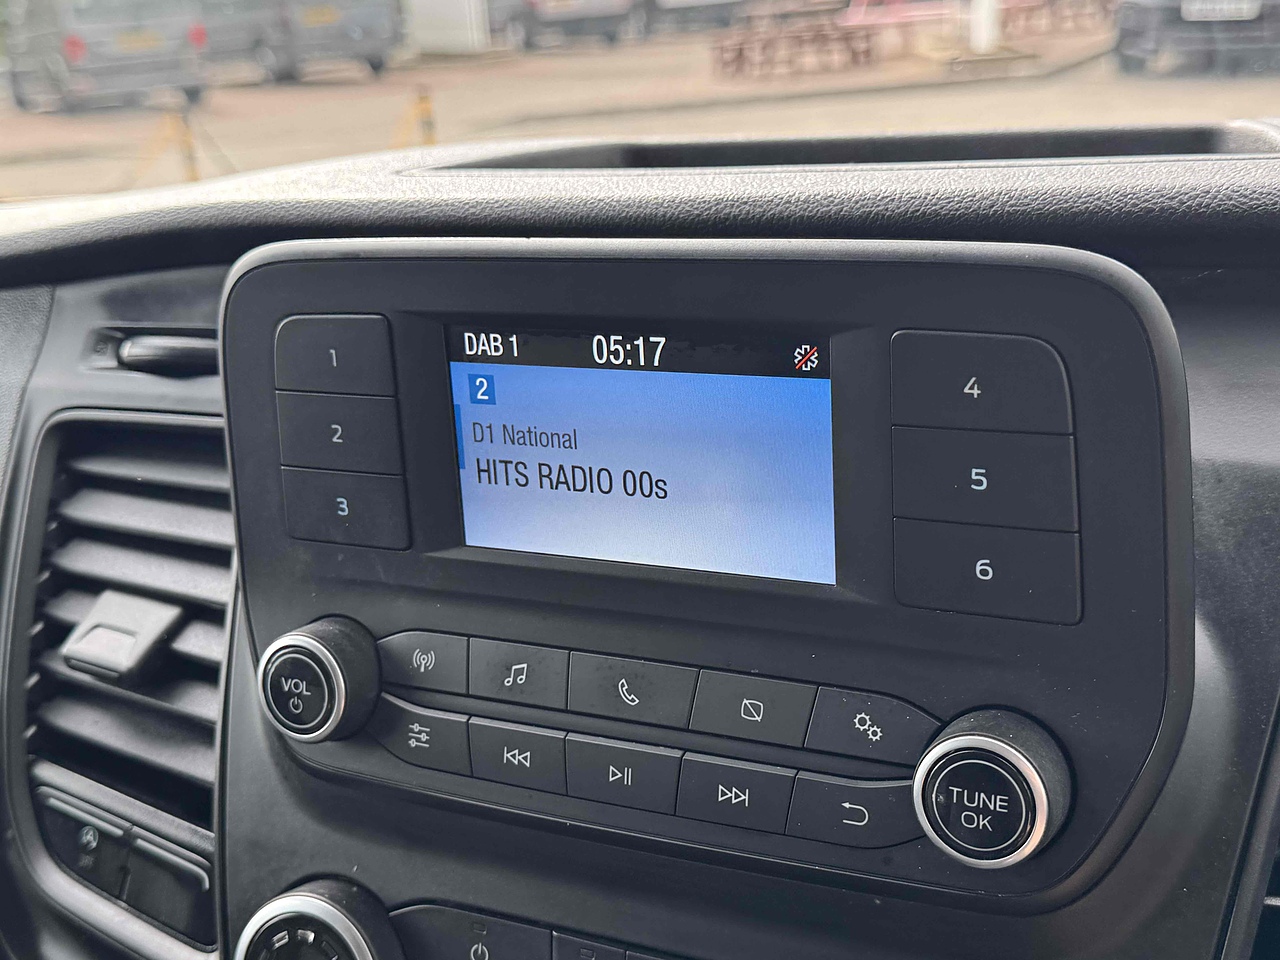 DAB 1 05:17
2
D1 National
HITS RADIO 00s
1
2
3
4
5
6
VOL
TUNE
OK